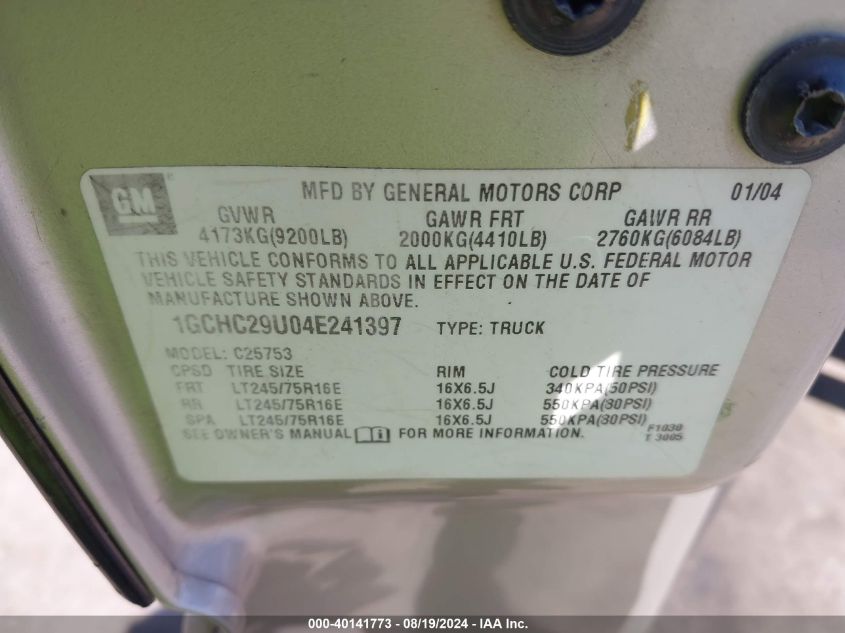 GM ® MFD BY GENERAL MOTORS CORP 01/04
GVWR GAWR FRT GAWR RR
4173KG(9200LB) 2000KG(4410LB) 2760KG(6084LB)
THIS VEHICLE CONFORMS TO ALL APPLICABLE U.S. FEDERAL MOTOR
VEHICLE SAFETY STANDARDS IN EFFECT ON THE DATE OF
MANUFACTURE SHOWN ABOVE.
1GCHC29U04E241397 TYPE: TRUCK
MODEL: C25753
CPSD TIRE SIZE RIM COLD TIRE PRESSURE
FRT LT245/75R16E 16X6.5J 340KPA(50PSI)
RR LT245/75R16E 16X6.5J 550KPA(80PSI)
SPA LT245/75R16E 16X6.5J 550KPA(80PSI)
SEE OWNER'S MANUAL FOR MORE INFORMATION. F1030
T 3005
000-40141773 - 08/19/2024 - IAA Inc.